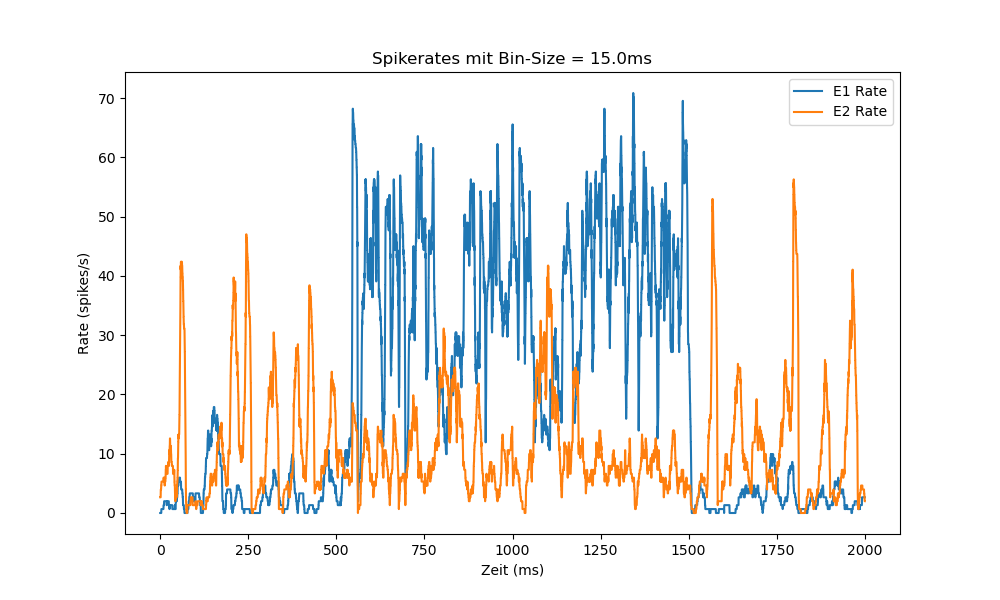 Spikerates mit Bin-Size = 15.0ms
E1 Rate
E2 Rate
70
60
50
40
30
20
10
0
Rate (spikes/s)
0 250 500 750 1000 1250 1500 1750 2000
Zeit (ms)